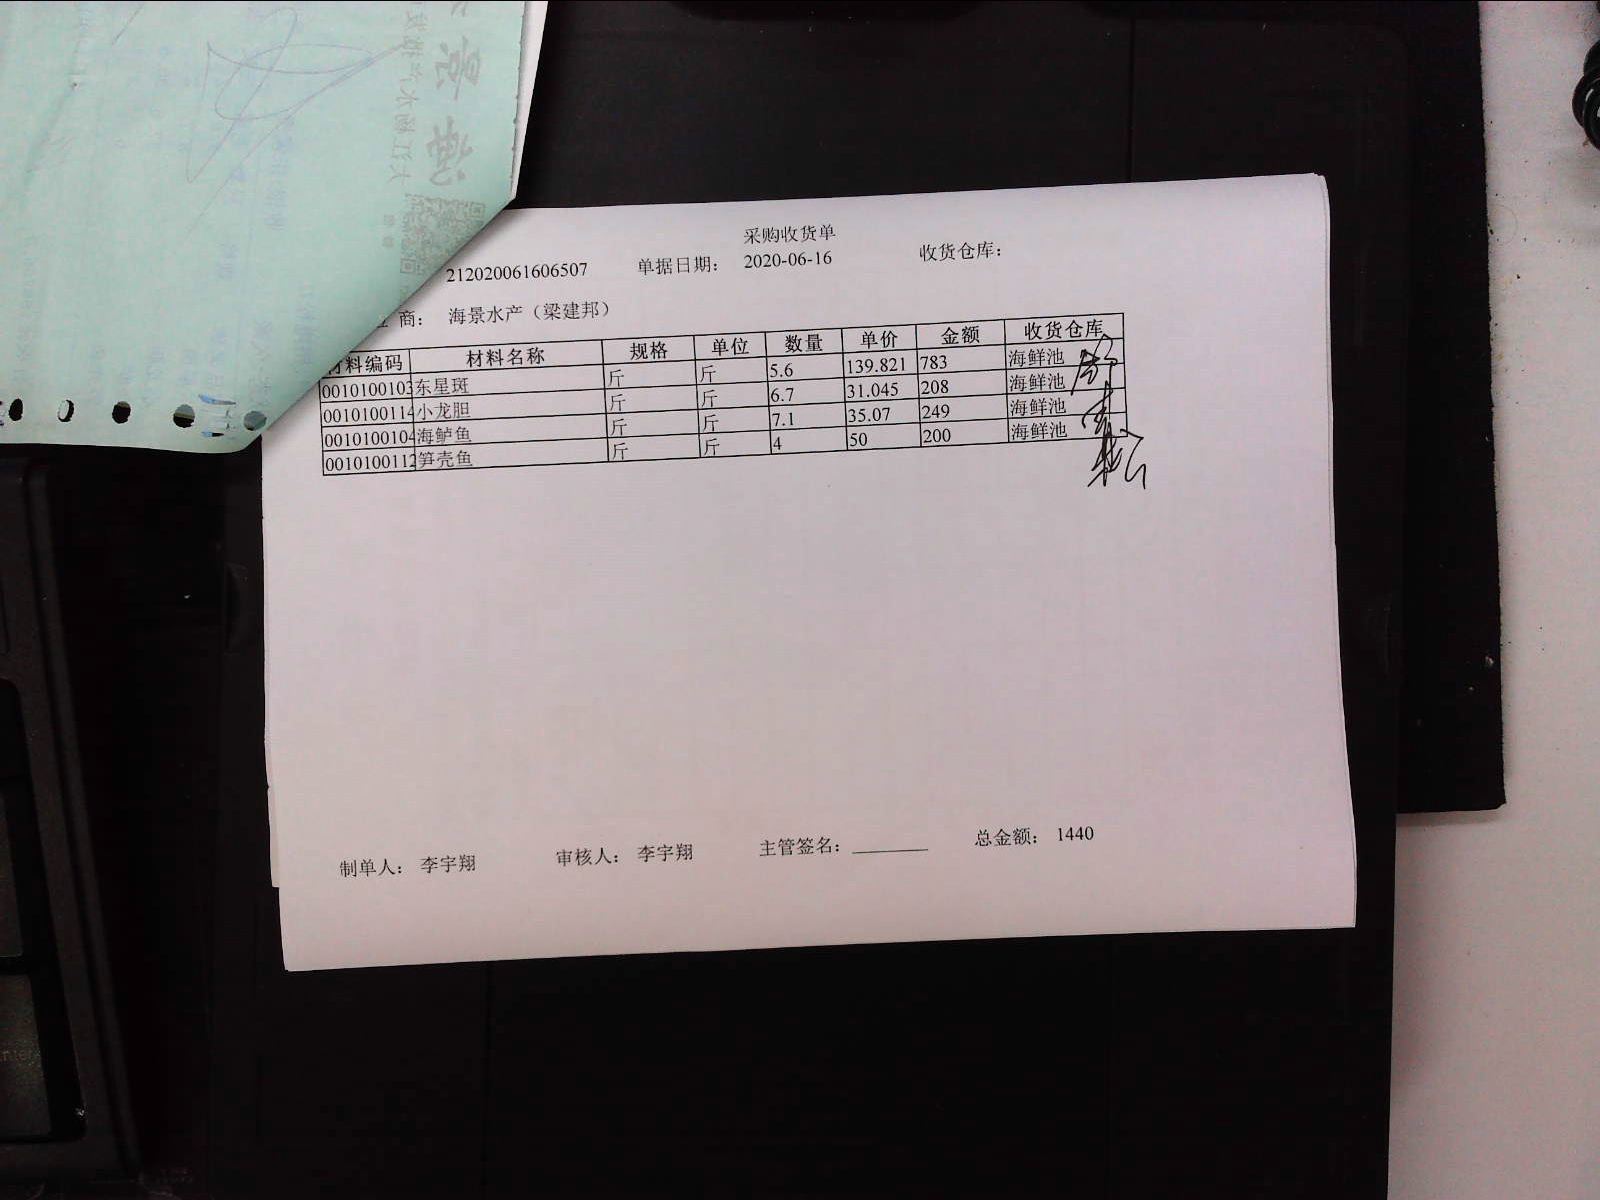 采购收货单
212020061606507 单据日期： 2020-06-16 收货仓库：
商： 海景水产（梁建邦）
料编码 材料名称 规格 单位 数量 单价 金额 收货仓库
0010100103 东星斑 斤 斤 5.6 139.821 783 海鲜池
0010100114 小龙胆 斤 斤 6.7 31.045 208 海鲜池
0010100104 海鲈鱼 斤 斤 7.1 35.07 249 海鲜池
0010100112 笋壳鱼 斤 斤 4 50 200 海鲜池
制单人： 李宇翔 审核人： 李宇翔 主管签名： 总金额： 1440